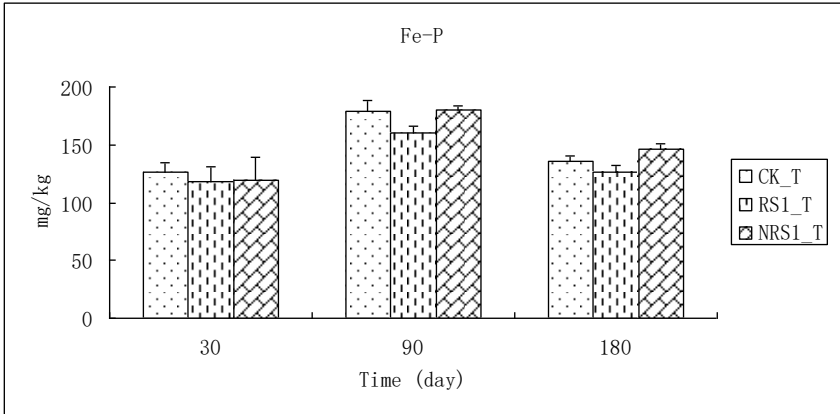 Fe-P
200
150
100
50
0
mg/kg
30 90 180
Time (day)
CK_T
RS1_T
NRS1_T